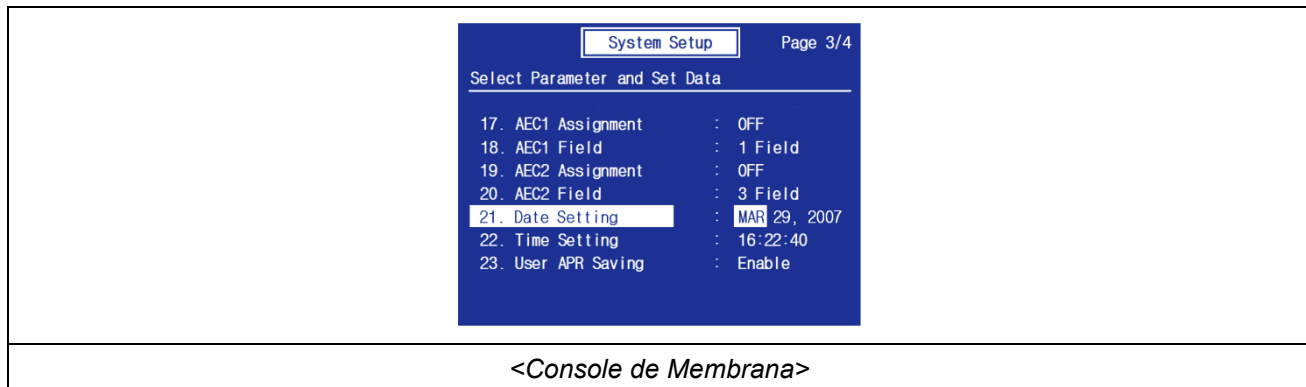 System Setup Page 3/4
Select Parameter and Set Data
17. AEC1 Assignment : OFF
18. AEC1 Field : 1 Field
19. AEC2 Assignment : OFF
20. AEC2 Field : 3 Field
21. Date Setting : MAR 29, 2007
22. Time Setting : 16:22:40
23. User APR Saving : Enable
<Console de Membrana>